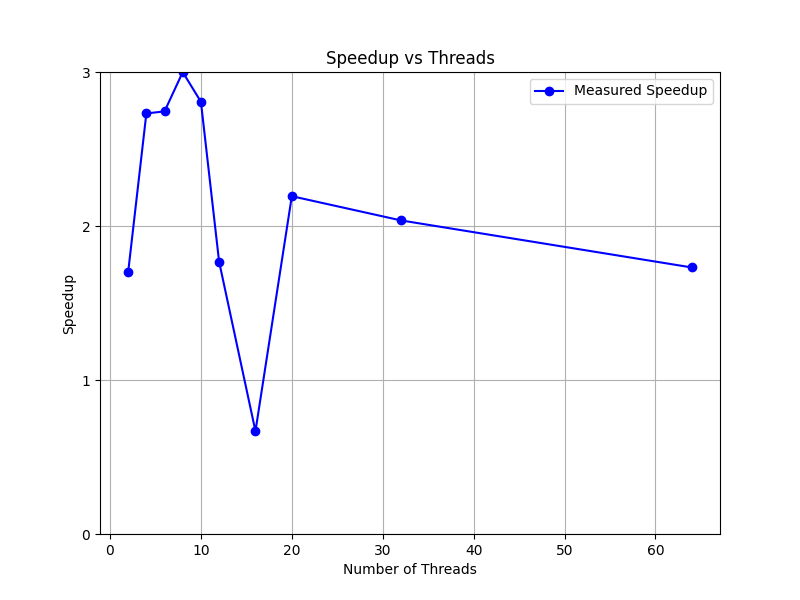 Speedup vs Threads
Measured Speedup
3
2
1
0
Speedup
0 10 20 30 40 50 60
Number of Threads